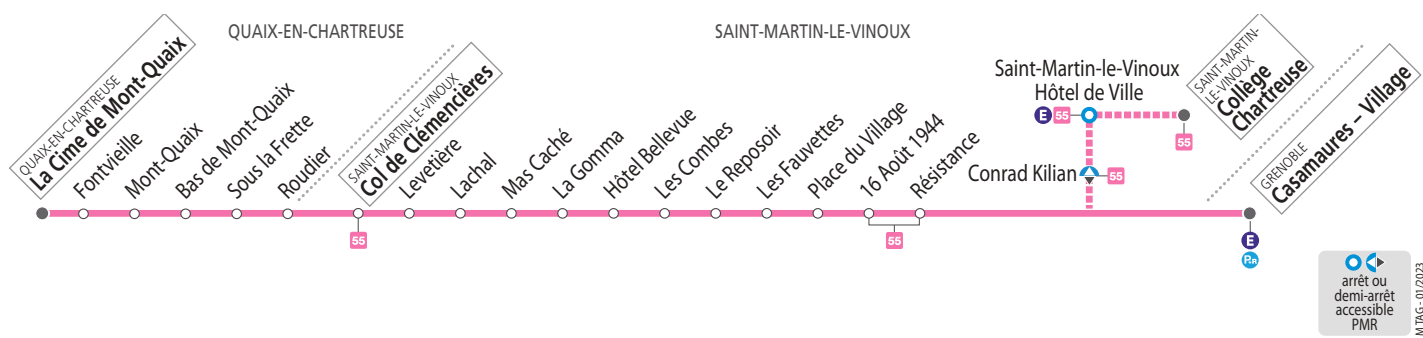 QUAIX-EN-CHARTREUSE
SAINT-MARTIN-LE-VINOUX
QUAIX-EN-CHARTREUSE
La Cime de Mont-Quaix
Fontvieille
Mont-Quaix
Bas de Mont-Quaix
Sous la Frette
Roudier
SAINT-MARTIN-LE-VINOUX
Col de Clémencières
55
Levetière
Lachal
Mas Caché
La Gomma
Hôtel Bellevue
Les Combes
Le Reposoir
Les Fauvettes
Place du Village
16 Août 1944
Résistance
55
Saint-Martin-le-Vinoux
Hôtel de Ville
E 55
Conrad Kilian
55
SAINT-MARTIN-
LE-VINOUX
Collège
Chartreuse
55
GRENOBLE
Casamaures – Village
E
P+R
arrêt ou
demi-arrêt
accessible
PMR
M TAG - 01/2023